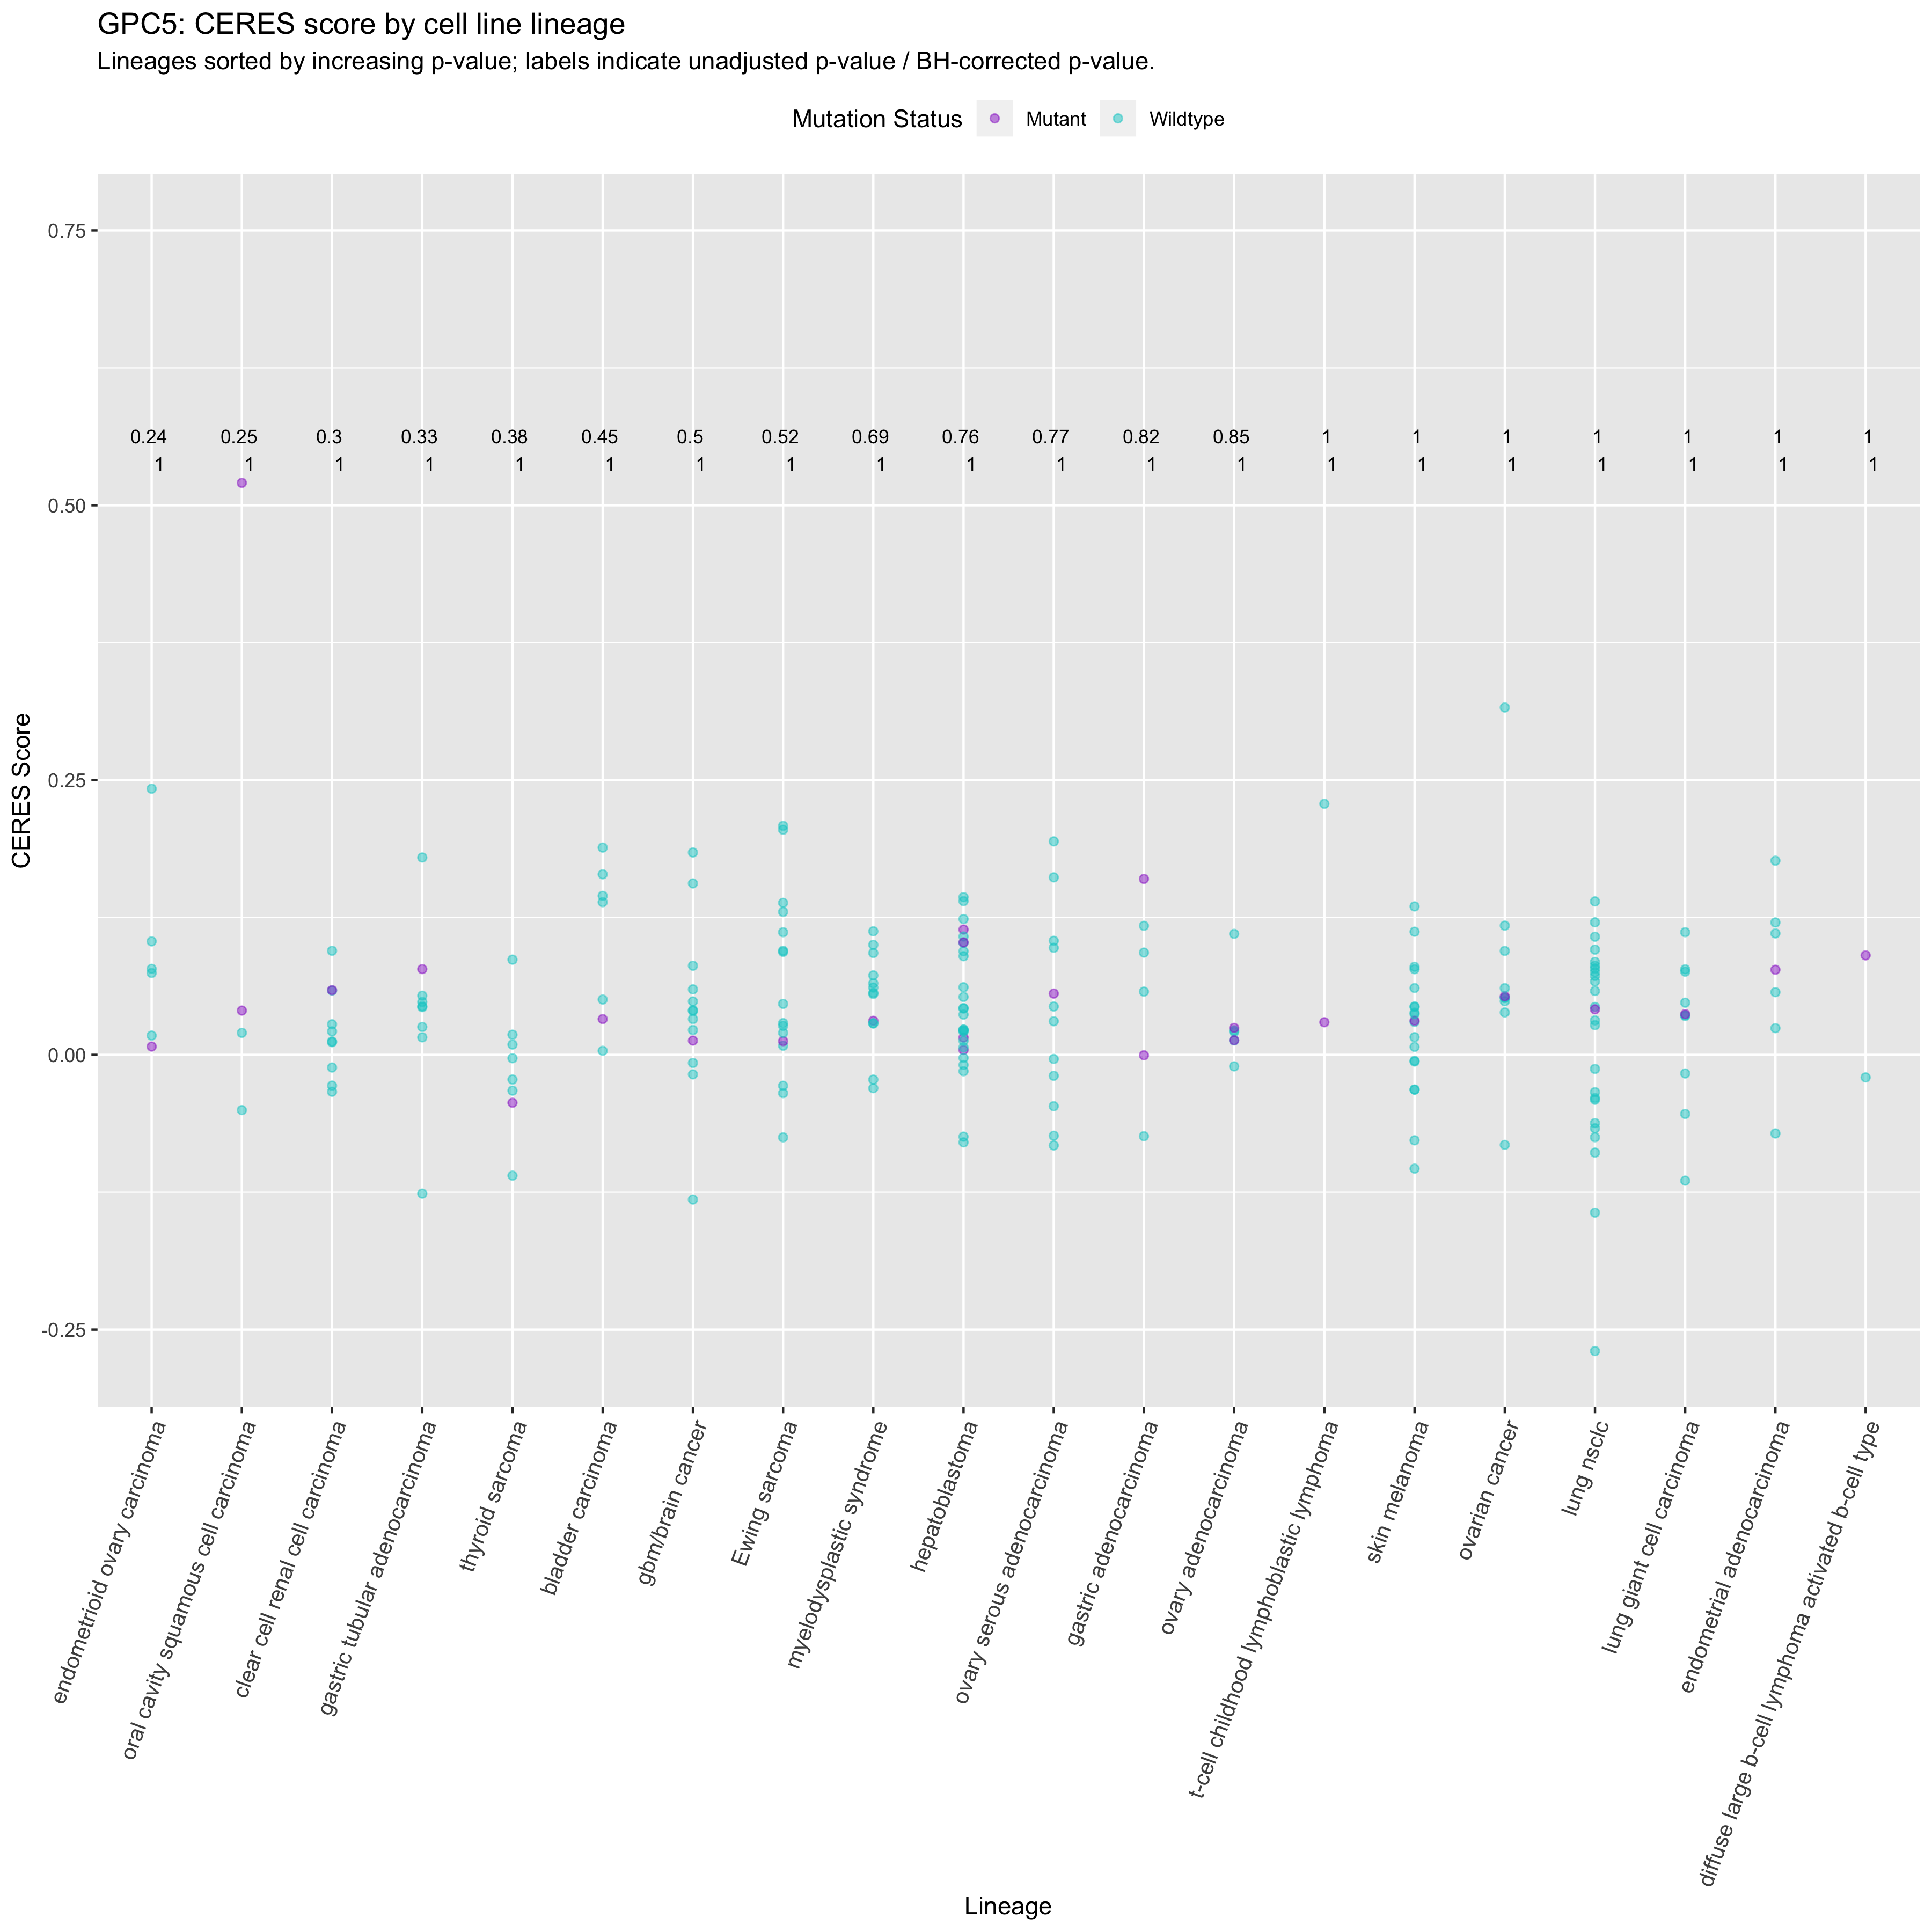 GPC5: CERES score by cell line lineage
Lineages sorted by increasing p-value; labels indicate unadjusted p-value / BH-corrected p-value.
Mutation Status Mutant Wildtype
0.75
0.24 0.25 0.3 0.33 0.38 0.45 0.5 0.52 0.69 0.76 0.77 0.82 0.85 1 1 1 1 1 1 1
1 1 1 1 1 1 1 1 1 1 1 1 1 1 1 1 1 1 1 1
0.50
0.25
0.00
-0.25
CERES Score
endometrioid ovary carcinoma
oral cavity squamous cell carcinoma
clear cell renal cell carcinoma
gastric tubular adenocarcinoma
thyroid sarcoma
bladder carcinoma
gbm/brain cancer
Ewing sarcoma
myelodysplastic syndrome
hepatoblastoma
ovary serous adenocarcinoma
gastric adenocarcinoma
ovary adenocarcinoma
t-cell childhood lymphoblastic lymphoma
skin melanoma
ovarian cancer
lung nsclc
lung giant cell carcinoma
endometrial adenocarcinoma
diffuse large b-cell lymphoma activated b-cell type
Lineage